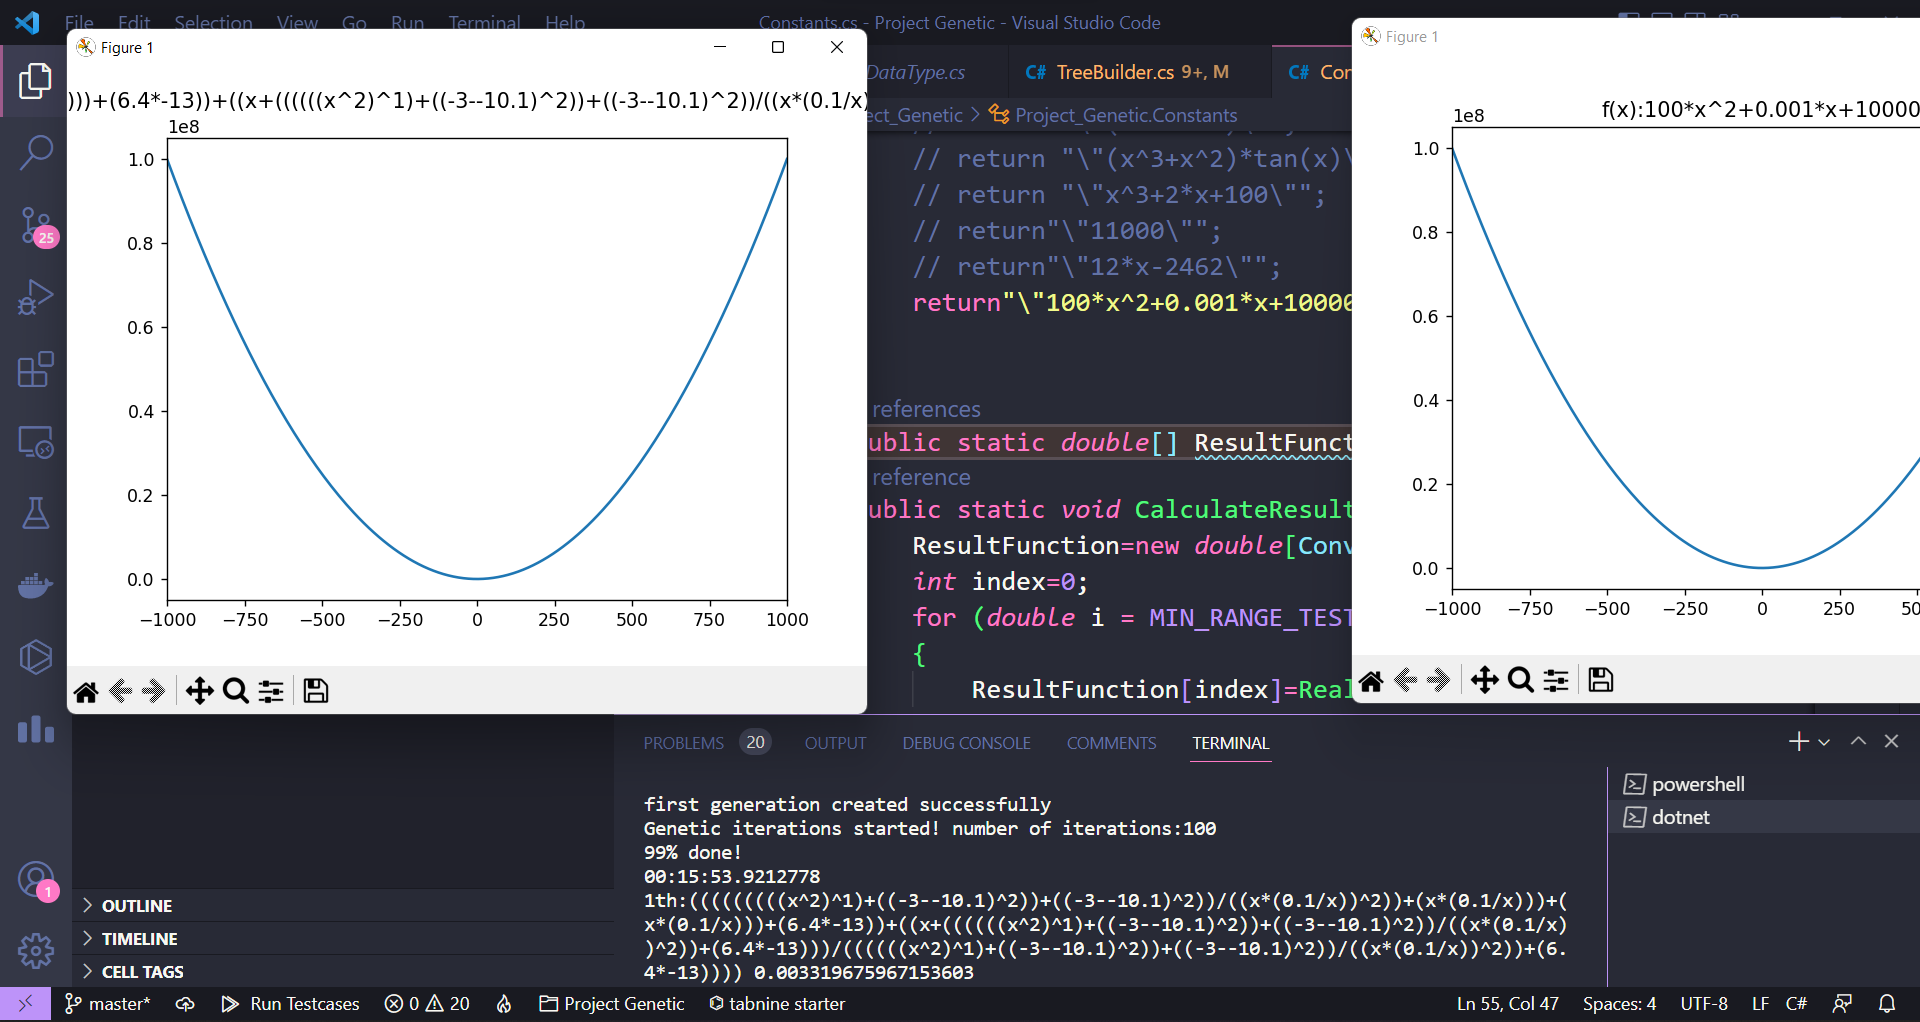 File Edit Selection View Go Run Terminal Help
Constants.cs - Project Genetic - Visual Studio Code
Figure 1
)))+(6.4*-13))+((x+((((((x^2)^1)+((-3--10.1)^2))+((-3--10.1)^2))/((x*(0.1/x)
1e8
1.0
0.8
0.6
0.4
0.2
0.0
−1000 −750 −500 −250 0 250 500 750 1000
DataType.cs
C# TreeBuilder.cs 9+, M
C# Con
ect_Genetic > Project_Genetic.Constants
// return "\"(x^3+x^2)*tan(x)\
// return "\"x^3+2*x+100\"";
// return"\"11000\"";
// return"\"12*x-2462\"";
return"\"100*x^2+0.001*x+10000
references
ublic static double[] ResultFunct
reference
ublic static void CalculateResult
ResultFunction=new double[Conv
int index=0;
for (double i = MIN_RANGE_TEST
{
ResultFunction[index]=Real
Figure 1
f(x):100*x^2+0.001*x+10000
1e8
1.0
0.8
0.6
0.4
0.2
0.0
−1000 −750 −500 −250 0 250 50
25
1
PROBLEMS 20 OUTPUT DEBUG CONSOLE COMMENTS TERMINAL
first generation created successfully
Genetic iterations started! number of iterations:100
99% done!
00:15:53.9212778
1th:(((((((((x^2)^1)+((-3--10.1)^2))+((-3--10.1)^2))/((x*(0.1/x))^2))+(x*(0.1/x)))+(
x*(0.1/x)))+(6.4*-13))+((x+((((((x^2)^1)+((-3--10.1)^2))+((-3--10.1)^2))/((x*(0.1/x)
)^2))+(6.4*-13)))/((((((x^2)^1)+((-3--10.1)^2))+((-3--10.1)^2))/((x*(0.1/x))^2))+(6.
4*-13)))) 0.003319675967153603
powershell
dotnet
OUTLINE
TIMELINE
CELL TAGS
master* Run Testcases 0 20 Project Genetic tabnine starter
Ln 55, Col 47 Spaces: 4 UTF-8 LF C#